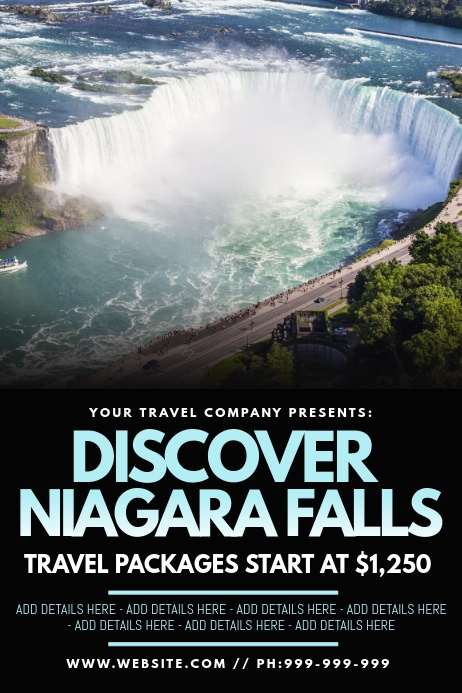 YOUR TRAVEL COMPANY PRESENTS:
DISCOVER
NIAGARA FALLS
TRAVEL PACKAGES START AT $1,250
ADD DETAILS HERE - ADD DETAILS HERE - ADD DETAILS HERE - ADD DETAILS HERE
- ADD DETAILS HERE - ADD DETAILS HERE - ADD DETAILS HERE
WWW.WEBSITE.COM // PH:999-999-999